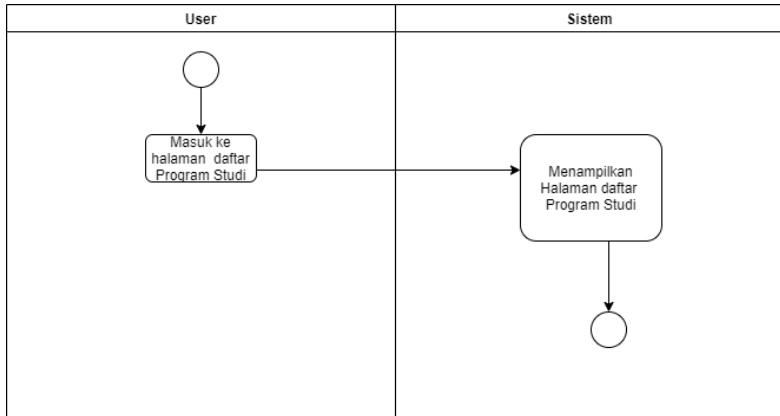 User
Sistem
Masuk ke
halaman daftar
Program Studi
Menampilkan
Halaman daftar
Program Studi